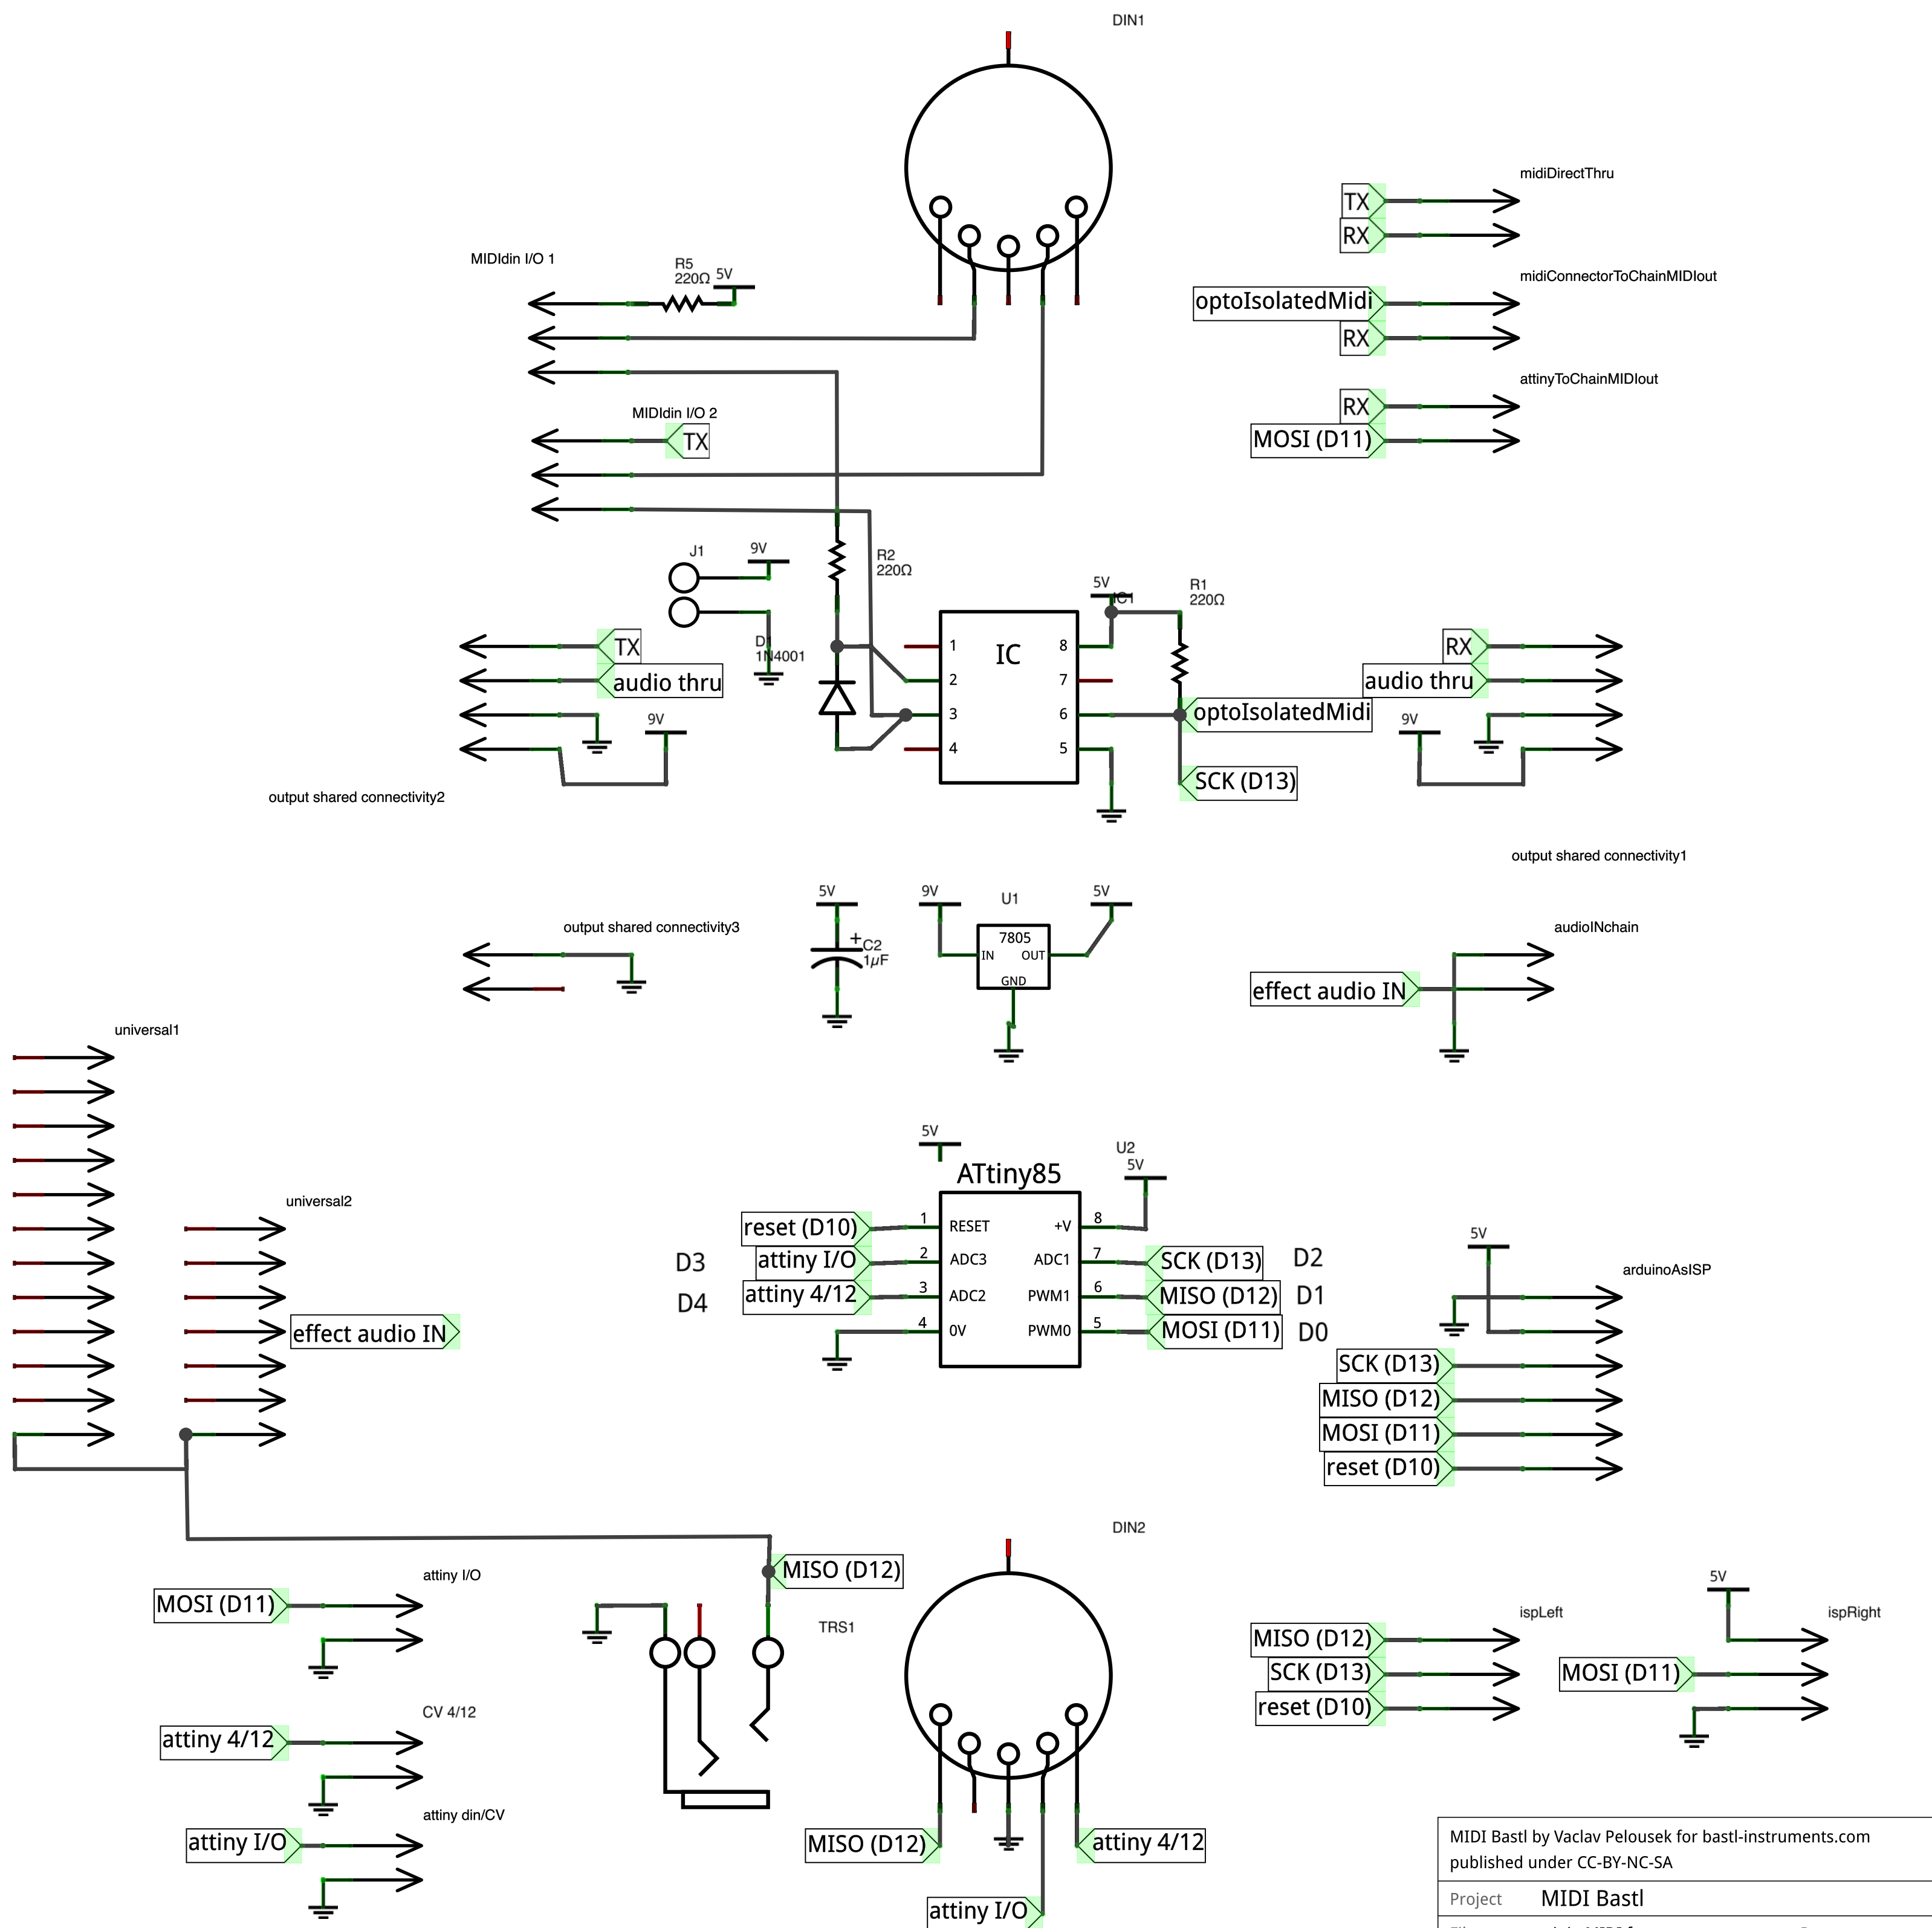 DIN1
midiDirectThru
TX
RX
MIDIdin I/O 1
R5
220Ω
5V
midiConnectorToChainMIDIout
optoIsolatedMidi
RX
attinyToChainMIDIout
RX
MOSI (D11)
MIDIdin I/O 2
TX
J1
9V
R2
220Ω
5V
IC1
R1
220Ω
D1
1N4001
TX
audio thru
9V
output shared connectivity2
IC
1
2
3
4
8
7
6
5
optoIsolatedMidi
SCK (D13)
RX
audio thru
9V
output shared connectivity1
output shared connectivity3
5V
+
C2
1µF
9V
U1
5V
7805
IN
OUT
GND
audioINchain
effect audio IN
universal1
universal2
effect audio IN
5V
U2
5V
ATtiny85
reset (D10)
1
RESET
+V
8
D3
attiny I/O
2
ADC3
ADC1
7
SCK (D13)
D2
D4
attiny 4/12
3
ADC2
PWM1
6
MISO (D12)
D1
4
0V
PWM0
5
MOSI (D11)
D0
5V
arduinoAsISP
SCK (D13)
MISO (D12)
MOSI (D11)
reset (D10)
DIN2
MISO (D12)
TRS1
attiny I/O
MOSI (D11)
CV 4/12
attiny 4/12
attiny din/CV
attiny I/O
MISO (D12)
attiny 4/12
attiny I/O
ispLeft
MISO (D12)
SCK (D13)
reset (D10)
5V
ispRight
MOSI (D11)
MIDI Bastl by Vaclav Pelousek for bastl-instruments.com
published under CC-BY-NC-SA
Project MIDI Bastl